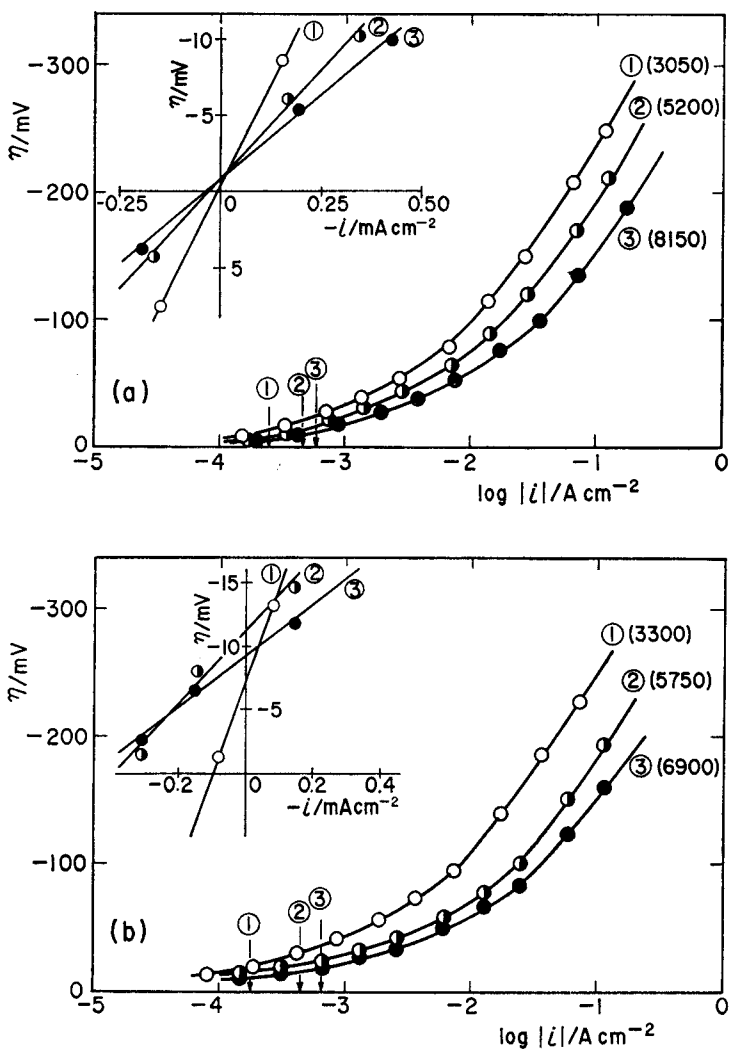 -300
-200
-100
0
η/mV
-10
-5
5
η/mV
-0.25
0
0.25
0.50
-i/mA cm⁻²
① ② ③
① (3050)
② (5200)
③ (8150)
(a)
① ② ③
-5 -4 -3 -2 -1 0
log |i|/A cm⁻²
-300
-200
-100
0
η/mV
-15
-10
-5
η/mV
-0.2 0 0.2 0.4
-i/mAcm⁻²
① ② ③
① (3300)
② (5750)
③ (6900)
(b)
① ② ③
-5 -4 -3 -2 -1 0
log |i|/A cm⁻²